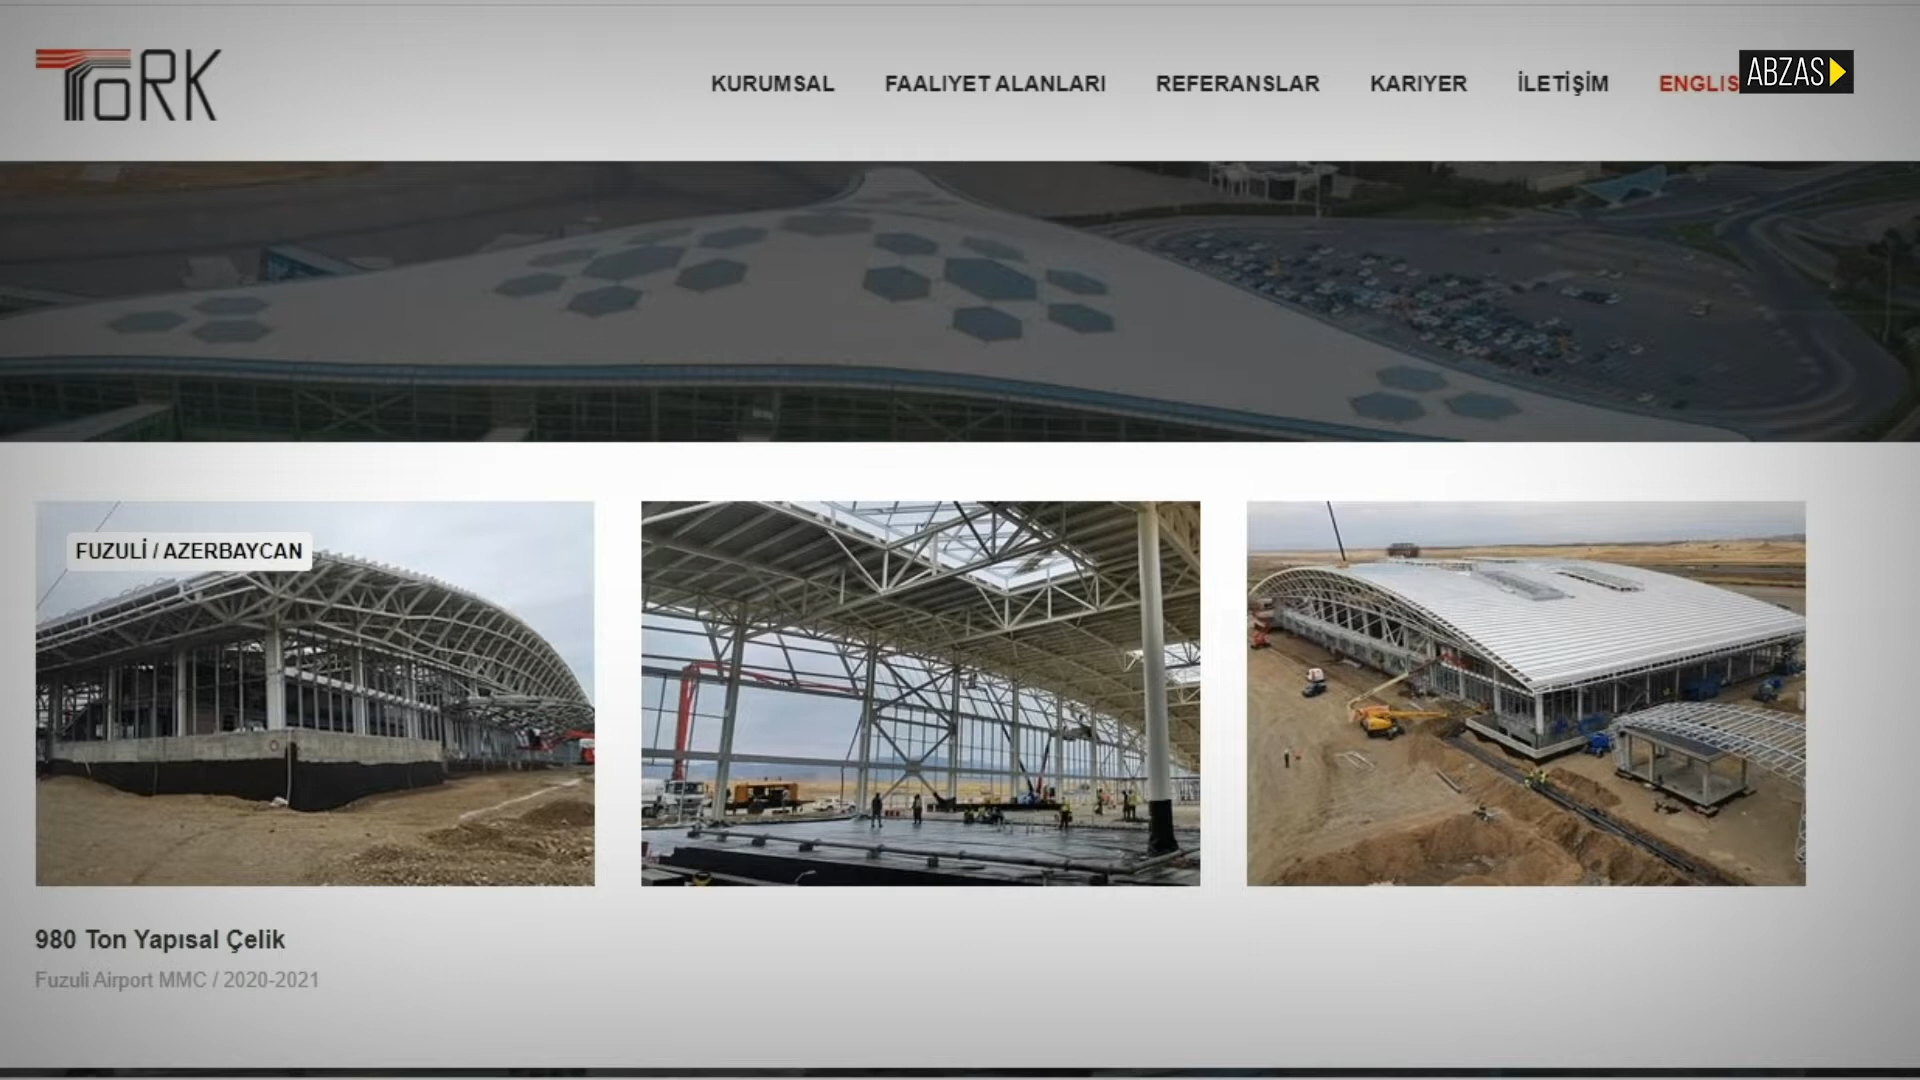 TORK
KURUMSAL FAALIYET ALANLARI REFERANSLAR KARIYER İLETİŞİM ENGLIS
ABZAS
FUZULİ / AZERBAYCAN
980 Ton Yapısal Çelik
Fuzuli Airport MMC / 2020-2021